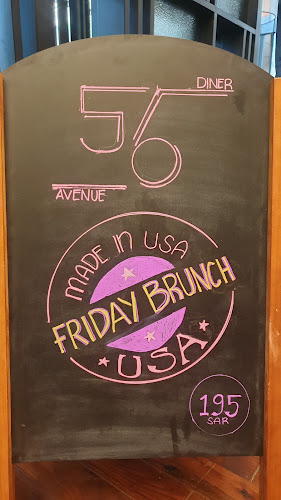 DINER
56
AVENUE
MADE IN USA
FRIDAY BRUNCH
USA
195
SAR